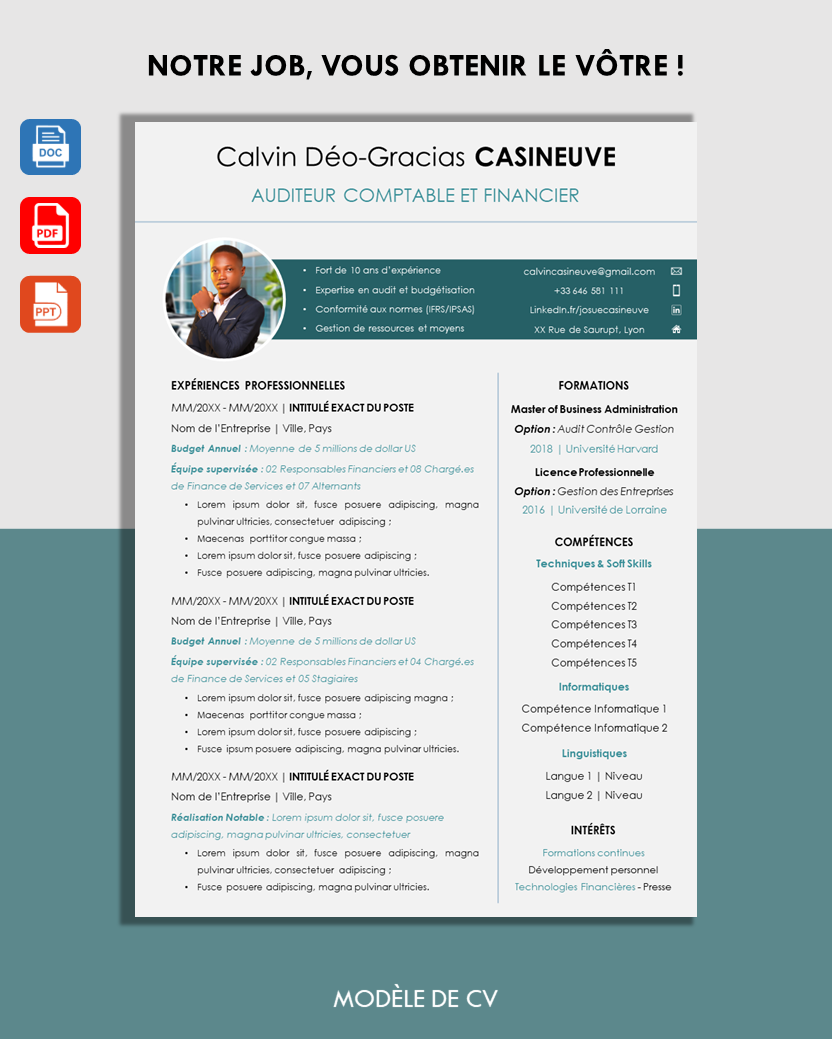 NOTRE JOB, VOUS OBTENIR LE VÔTRE !
DOC
PDF
PPT
Calvin Déo-Gracias CASINEUVE
AUDITEUR COMPTABLE ET FINANCIER
• Fort de 10 ans d’expérience
• Expertise en audit et budgétisation
• Conformité aux normes (IFRS/IPSAS)
• Gestion de ressources et moyens
calvincasineuve@gmail.com
+33 646 581 111
LinkedIn.fr/josuecasineuve
in
XX Rue de Saurupt, Lyon
EXPÉRIENCES PROFESSIONNELLES
MM/20XX - MM/20XX | INTITULÉ EXACT DU POSTE
Nom de l’Entreprise | Ville, Pays
Budget Annuel : Moyenne de 5 millions de dollar US
Équipe supervisée : 02 Responsables Financiers et 08 Chargé.es
de Finance de Services et 07 Alternants
• Lorem ipsum dolor sit, fusce posuere adipiscing, magna
pulvinar ultricies, consectetuer adipiscing ;
• Maecenas porttitor congue massa ;
• Lorem ipsum dolor sit, fusce posuere adipiscing ;
• Fusce posuere adipiscing, magna pulvinar ultricies.
MM/20XX - MM/20XX | INTITULÉ EXACT DU POSTE
Nom de l’Entreprise | Ville, Pays
Budget Annuel : Moyenne de 5 millions de dollar US
Équipe supervisée : 02 Responsables Financiers et 04 Chargé.es
de Finance de Services et 05 Stagiaires
• Lorem ipsum dolor sit, fusce posuere adipiscing magna ;
• Maecenas porttitor congue massa ;
• Lorem ipsum dolor sit, fusce posuere adipiscing ;
• Fusce ipsum posuere adipiscing, magna pulvinar ultricies.
MM/20XX - MM/20XX | INTITULÉ EXACT DU POSTE
Nom de l’Entreprise | Ville, Pays
Réalisation Notable : Lorem ipsum dolor sit, fusce posuere
adipiscing, magna pulvinar ultricies, consectetuer
• Lorem ipsum dolor sit, fusce posuere adipiscing, magna
pulvinar ultricies, consectetuer adipiscing ;
• Fusce posuere adipiscing, magna pulvinar ultricies.
FORMATIONS
Master of Business Administration
Option : Audit Contrôle Gestion
2018 | Université Harvard
Licence Professionnelle
Option : Gestion des Entreprises
2016 | Université de Lorraine
COMPÉTENCES
Techniques & Soft Skills
Compétences T1
Compétences T2
Compétences T3
Compétences T4
Compétences T5
Informatiques
Compétence Informatique 1
Compétence Informatique 2
Linguistiques
Langue 1 | Niveau
Langue 2 | Niveau
INTÉRÊTS
Formations continues
Développement personnel
Technologies Financières - Presse
MODÈLE DE CV